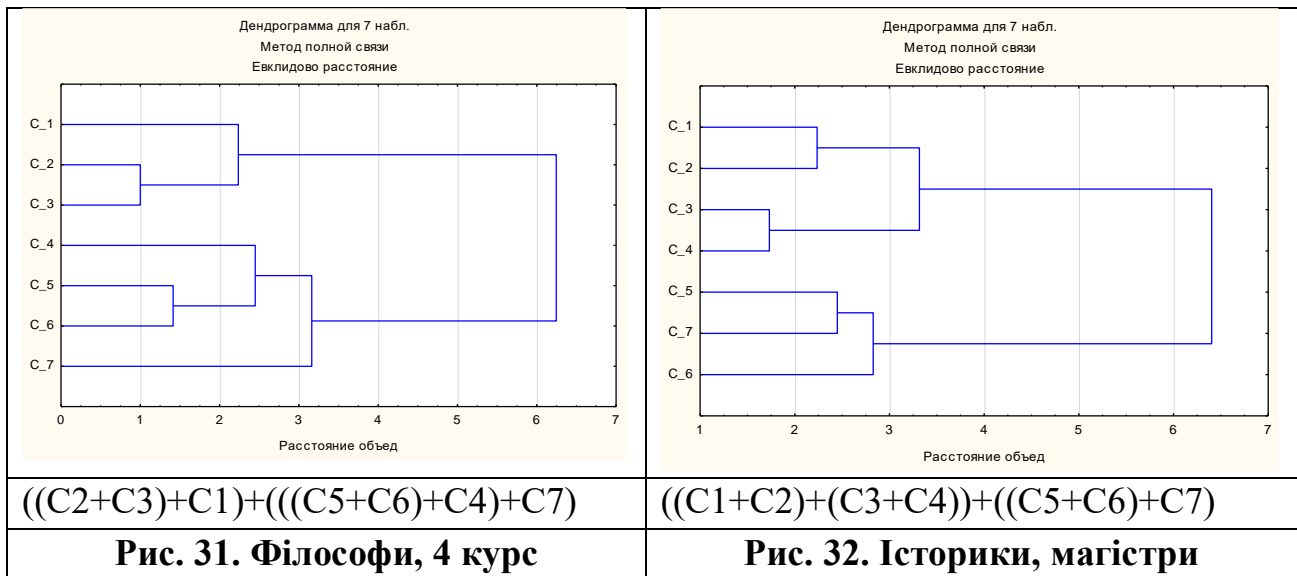 Дендрограмма для 7 набл.
Метод полной связи
Евклидово расстояние
C_1
C_2
C_3
C_4
C_5
C_6
C_7
0 1 2 3 4 5 6 7
Расстояние объед
((C2+C3)+C1)+(((C5+C6)+C4)+C7)
Рис. 31. Філософи, 4 курс
Дендрограмма для 7 набл.
Метод полной связи
Евклидово расстояние
C_1
C_2
C_3
C_4
C_5
C_7
C_6
1 2 3 4 5 6 7
Расстояние объед
((C1+C2)+(C3+C4))+((C5+C6)+C7)
Рис. 32. Історики, магістри